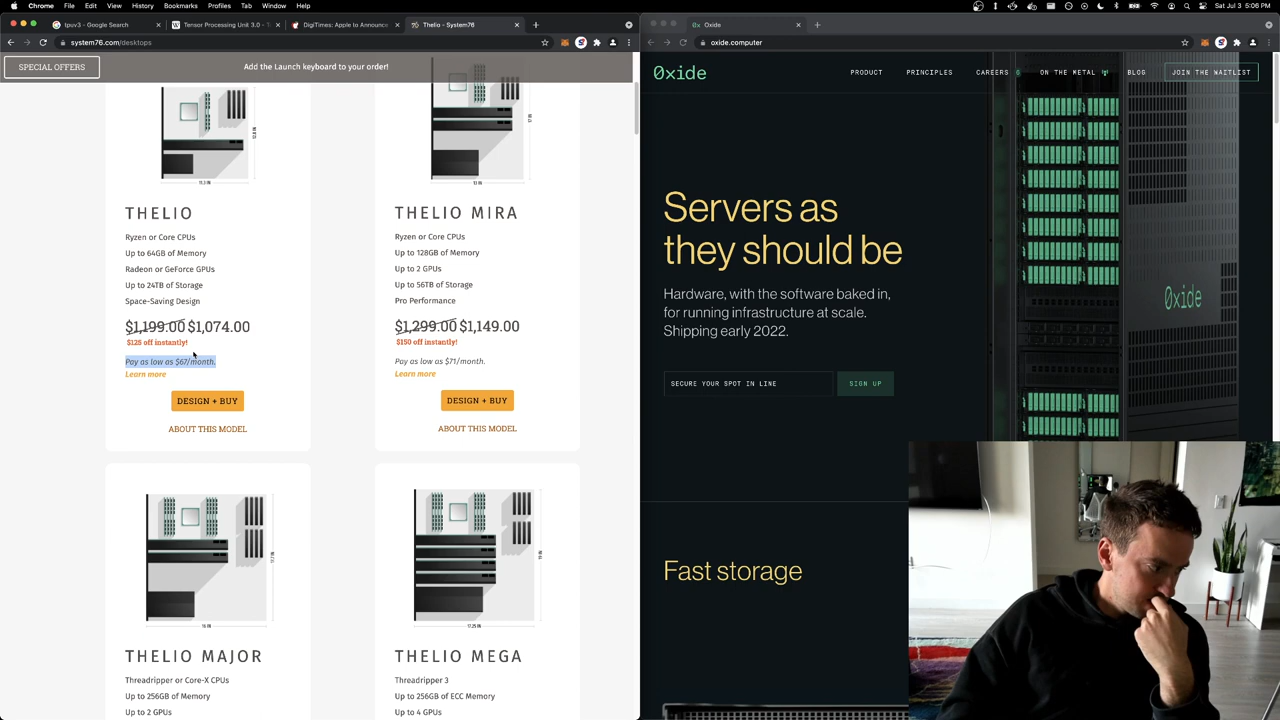 Chrome File Edit View History Bookmarks Profiles Tab Window Help
Sat Jul 3 5:06 PM
tpuv3 - Google Search
Tensor Processing Unit 3.0 - T
DigiTimes: Apple to Announce
Thelio - System76
system76.com/desktops
SPECIAL OFFERS
Add the Launch keyboard to your order!
THELIO
Ryzen or Core CPUs
Up to 64GB of Memory
Radeon or GeForce GPUs
Up to 24TB of Storage
Space-Saving Design
$1,199.00 $1,074.00
$125 off instantly!
Pay as low as $67/month.
Learn more
DESIGN + BUY
ABOUT THIS MODEL
THELIO MIRA
Ryzen or Core CPUs
Up to 128GB of Memory
Up to 2 GPUs
Up to 56TB of Storage
Pro Performance
$1,299.00 $1,149.00
$150 off instantly!
Pay as low as $71/month.
Learn more
DESIGN + BUY
ABOUT THIS MODEL
THELIO MAJOR
Threadripper or Core-X CPUs
Up to 256GB of Memory
Up to 2 GPUs
THELIO MEGA
Threadripper 3
Up to 256GB of ECC Memory
Up to 4 GPUs
Oxide
oxide.computer
0xide
PRODUCT
PRINCIPLES
CAREERS
ON THE METAL
BLOG
JOIN THE WAITLIST
Servers as
they should be
Hardware, with the software baked in,
for running infrastructure at scale.
Shipping early 2022.
SECURE YOUR SPOT IN LINE
SIGN UP
0xide
Fast storage